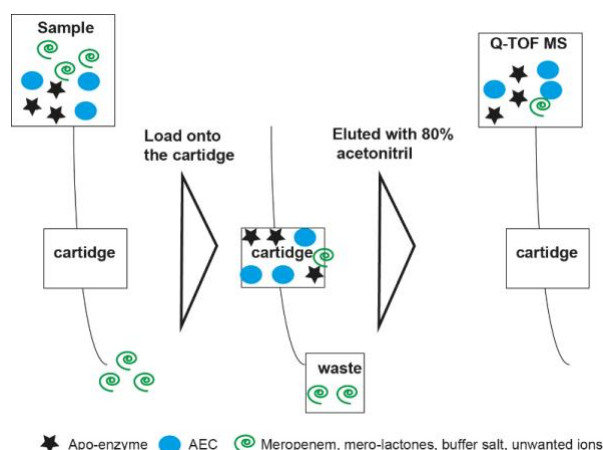 Sample
Q-TOF MS
Load onto
the cartidge
Eluted with 80%
acetonitril
cartidge
cartidge
cartidge
waste
Apo-enzyme AEC Meropenem, mero-lactones, buffer salt, unwanted ions